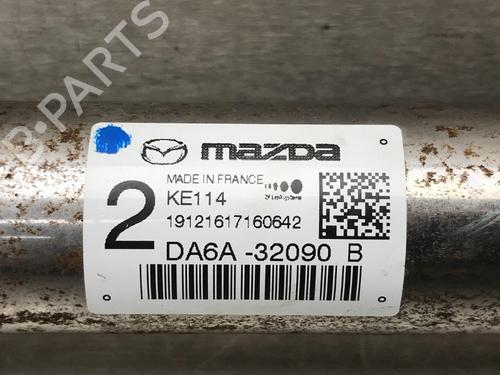 mazda
MADE IN FRANCE
KE114
19121617160642
2
DA6A -32090 B
B-PARTS